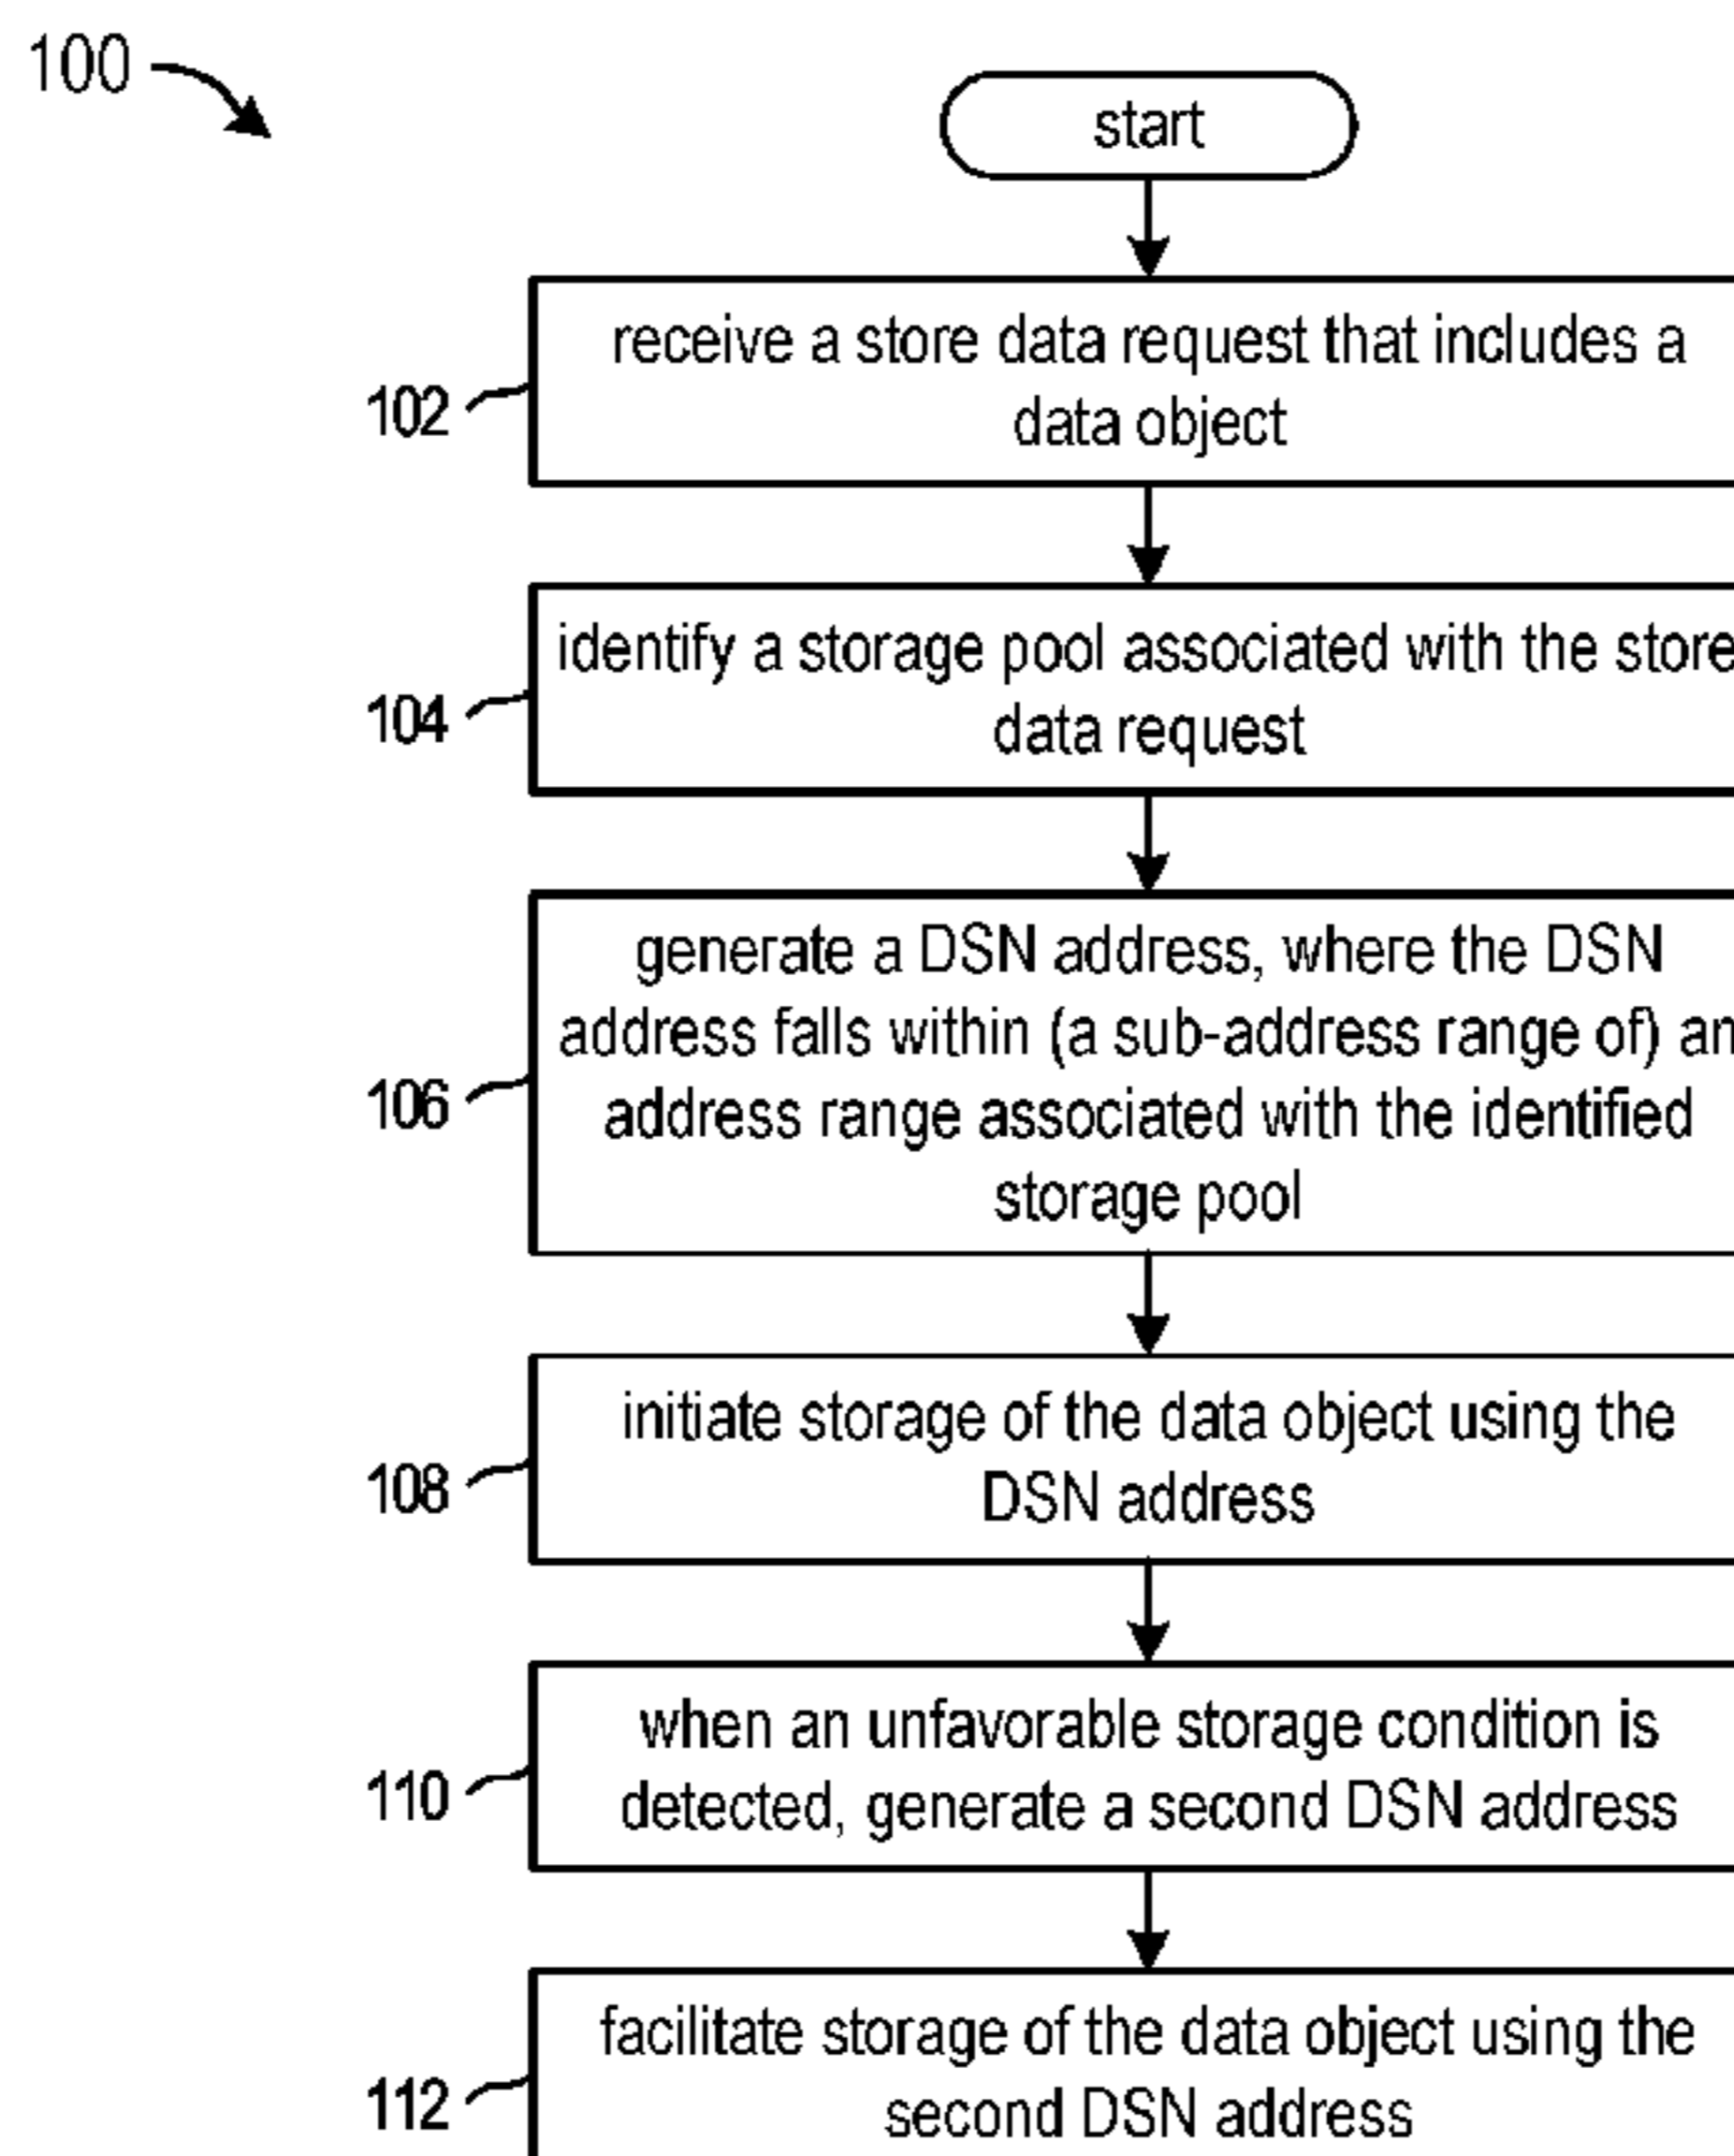 100
start
receive a store data request that includes a
data object
102
identify a storage pool associated with the store
data request
104
generate a DSN address, where the DSN
address falls within (a sub-address range of) an
address range associated with the identified
storage pool
106
initiate storage of the data object using the
DSN address
108
when an unfavorable storage condition is
detected, generate a second DSN address
110
facilitate storage of the data object using the
second DSN address
112